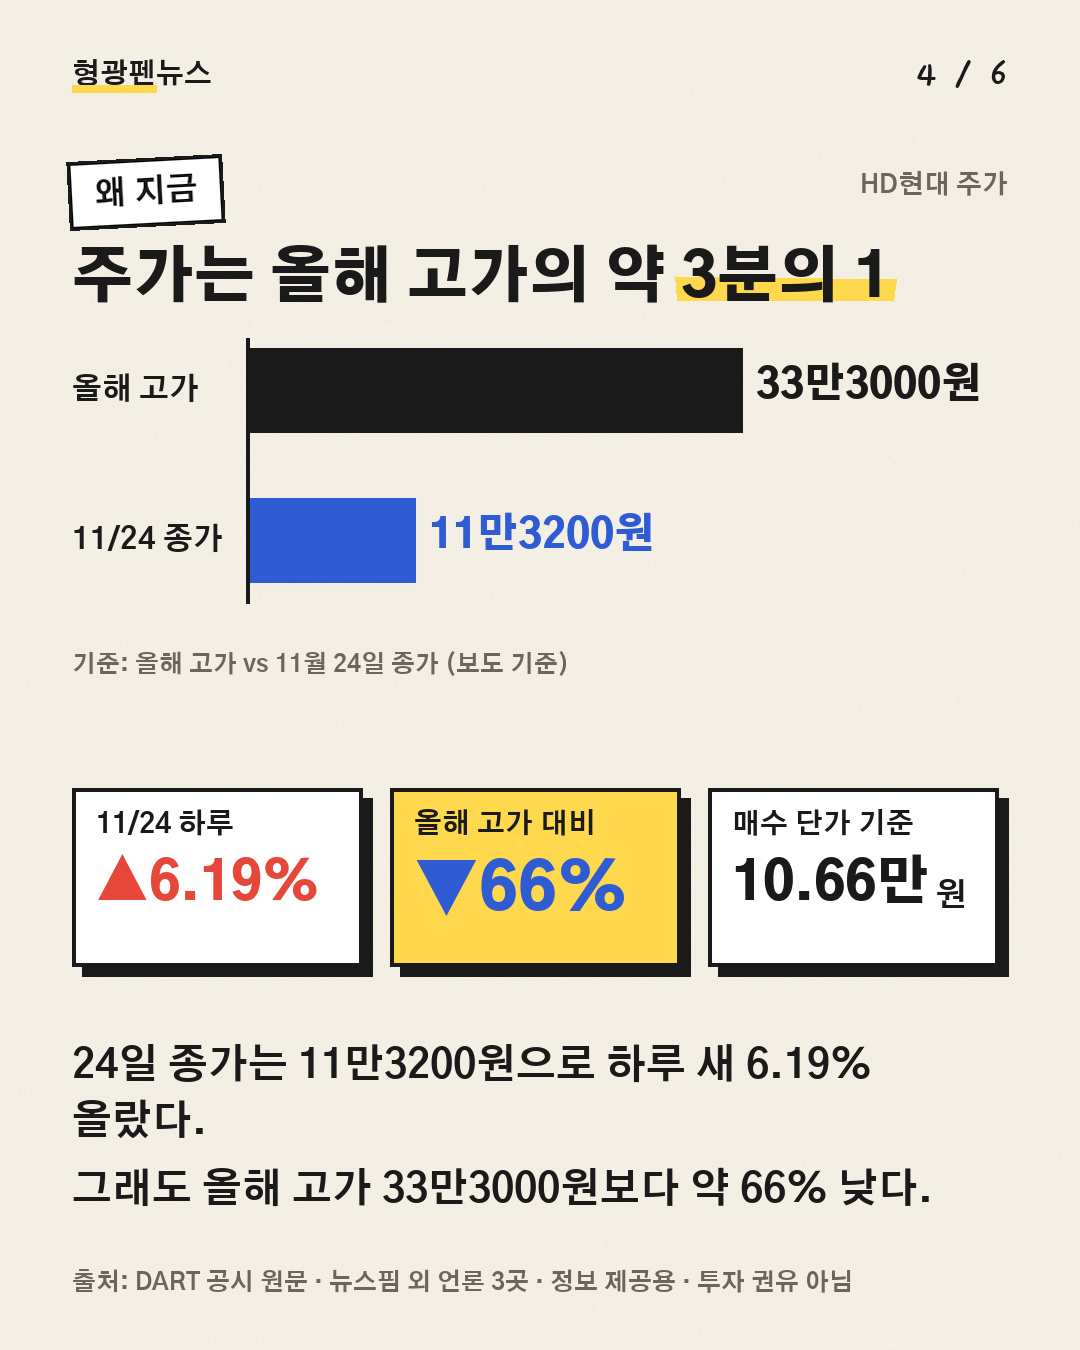 형광펜뉴스
4 / 6
왜 지금
HD현대 주가
주가는 올해 고가의 약 3분의 1
올해 고가
33만3000원
11/24 종가
11만3200원
기준: 올해 고가 vs 11월 24일 종가 (보도 기준)
11/24 하루
▲6.19%
올해 고가 대비
▼66%
매수 단가 기준
10.66만 원
24일 종가는 11만3200원으로 하루 새 6.19%
올랐다.
그래도 올해 고가 33만3000원보다 약 66% 낮다.
출처: DART 공시 원문 · 뉴스핌 외 언론 3곳 · 정보 제공용 · 투자 권유 아님